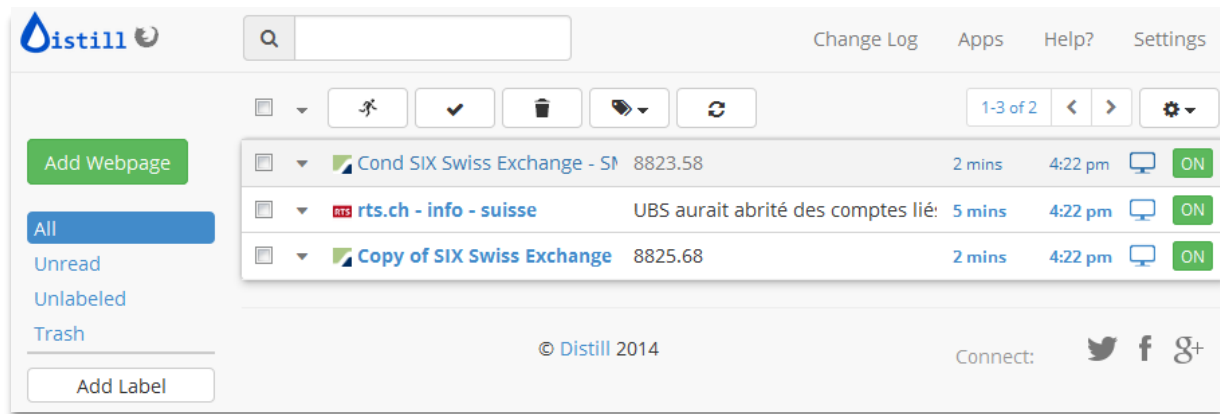 Distill
Change Log Apps Help? Settings
1-3 of 2
Add Webpage
Cond SIX Swiss Exchange - SM 8823.58 2 mins 4:22 pm ON
All
RTS rts.ch - info - suisse UBS aurait abrité des comptes liés 5 mins 4:22 pm ON
Unread
Copy of SIX Swiss Exchange 8825.68 2 mins 4:22 pm ON
Unlabeled
Trash
© Distill 2014
Connect: f g+
Add Label